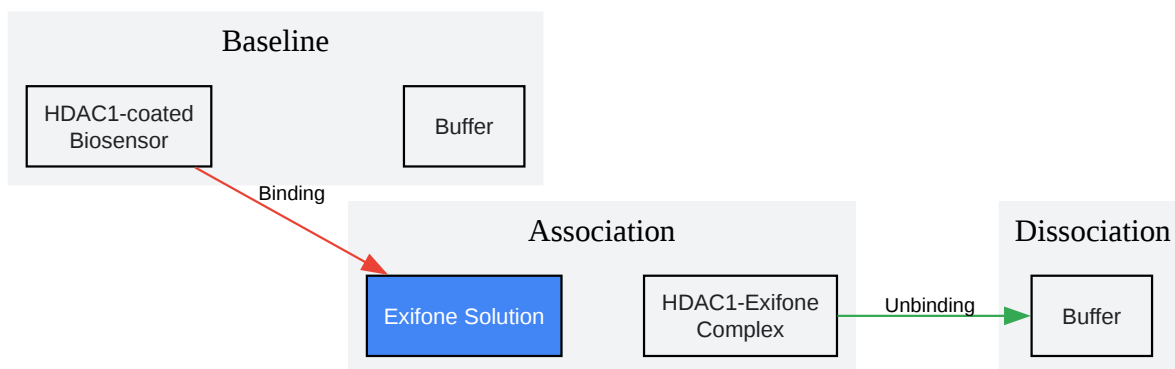 Baseline
HDAC1-coated
Biosensor
Buffer
Binding
Association
Exifone Solution
HDAC1-Exifone
Complex
Unbinding
Dissociation
Buffer